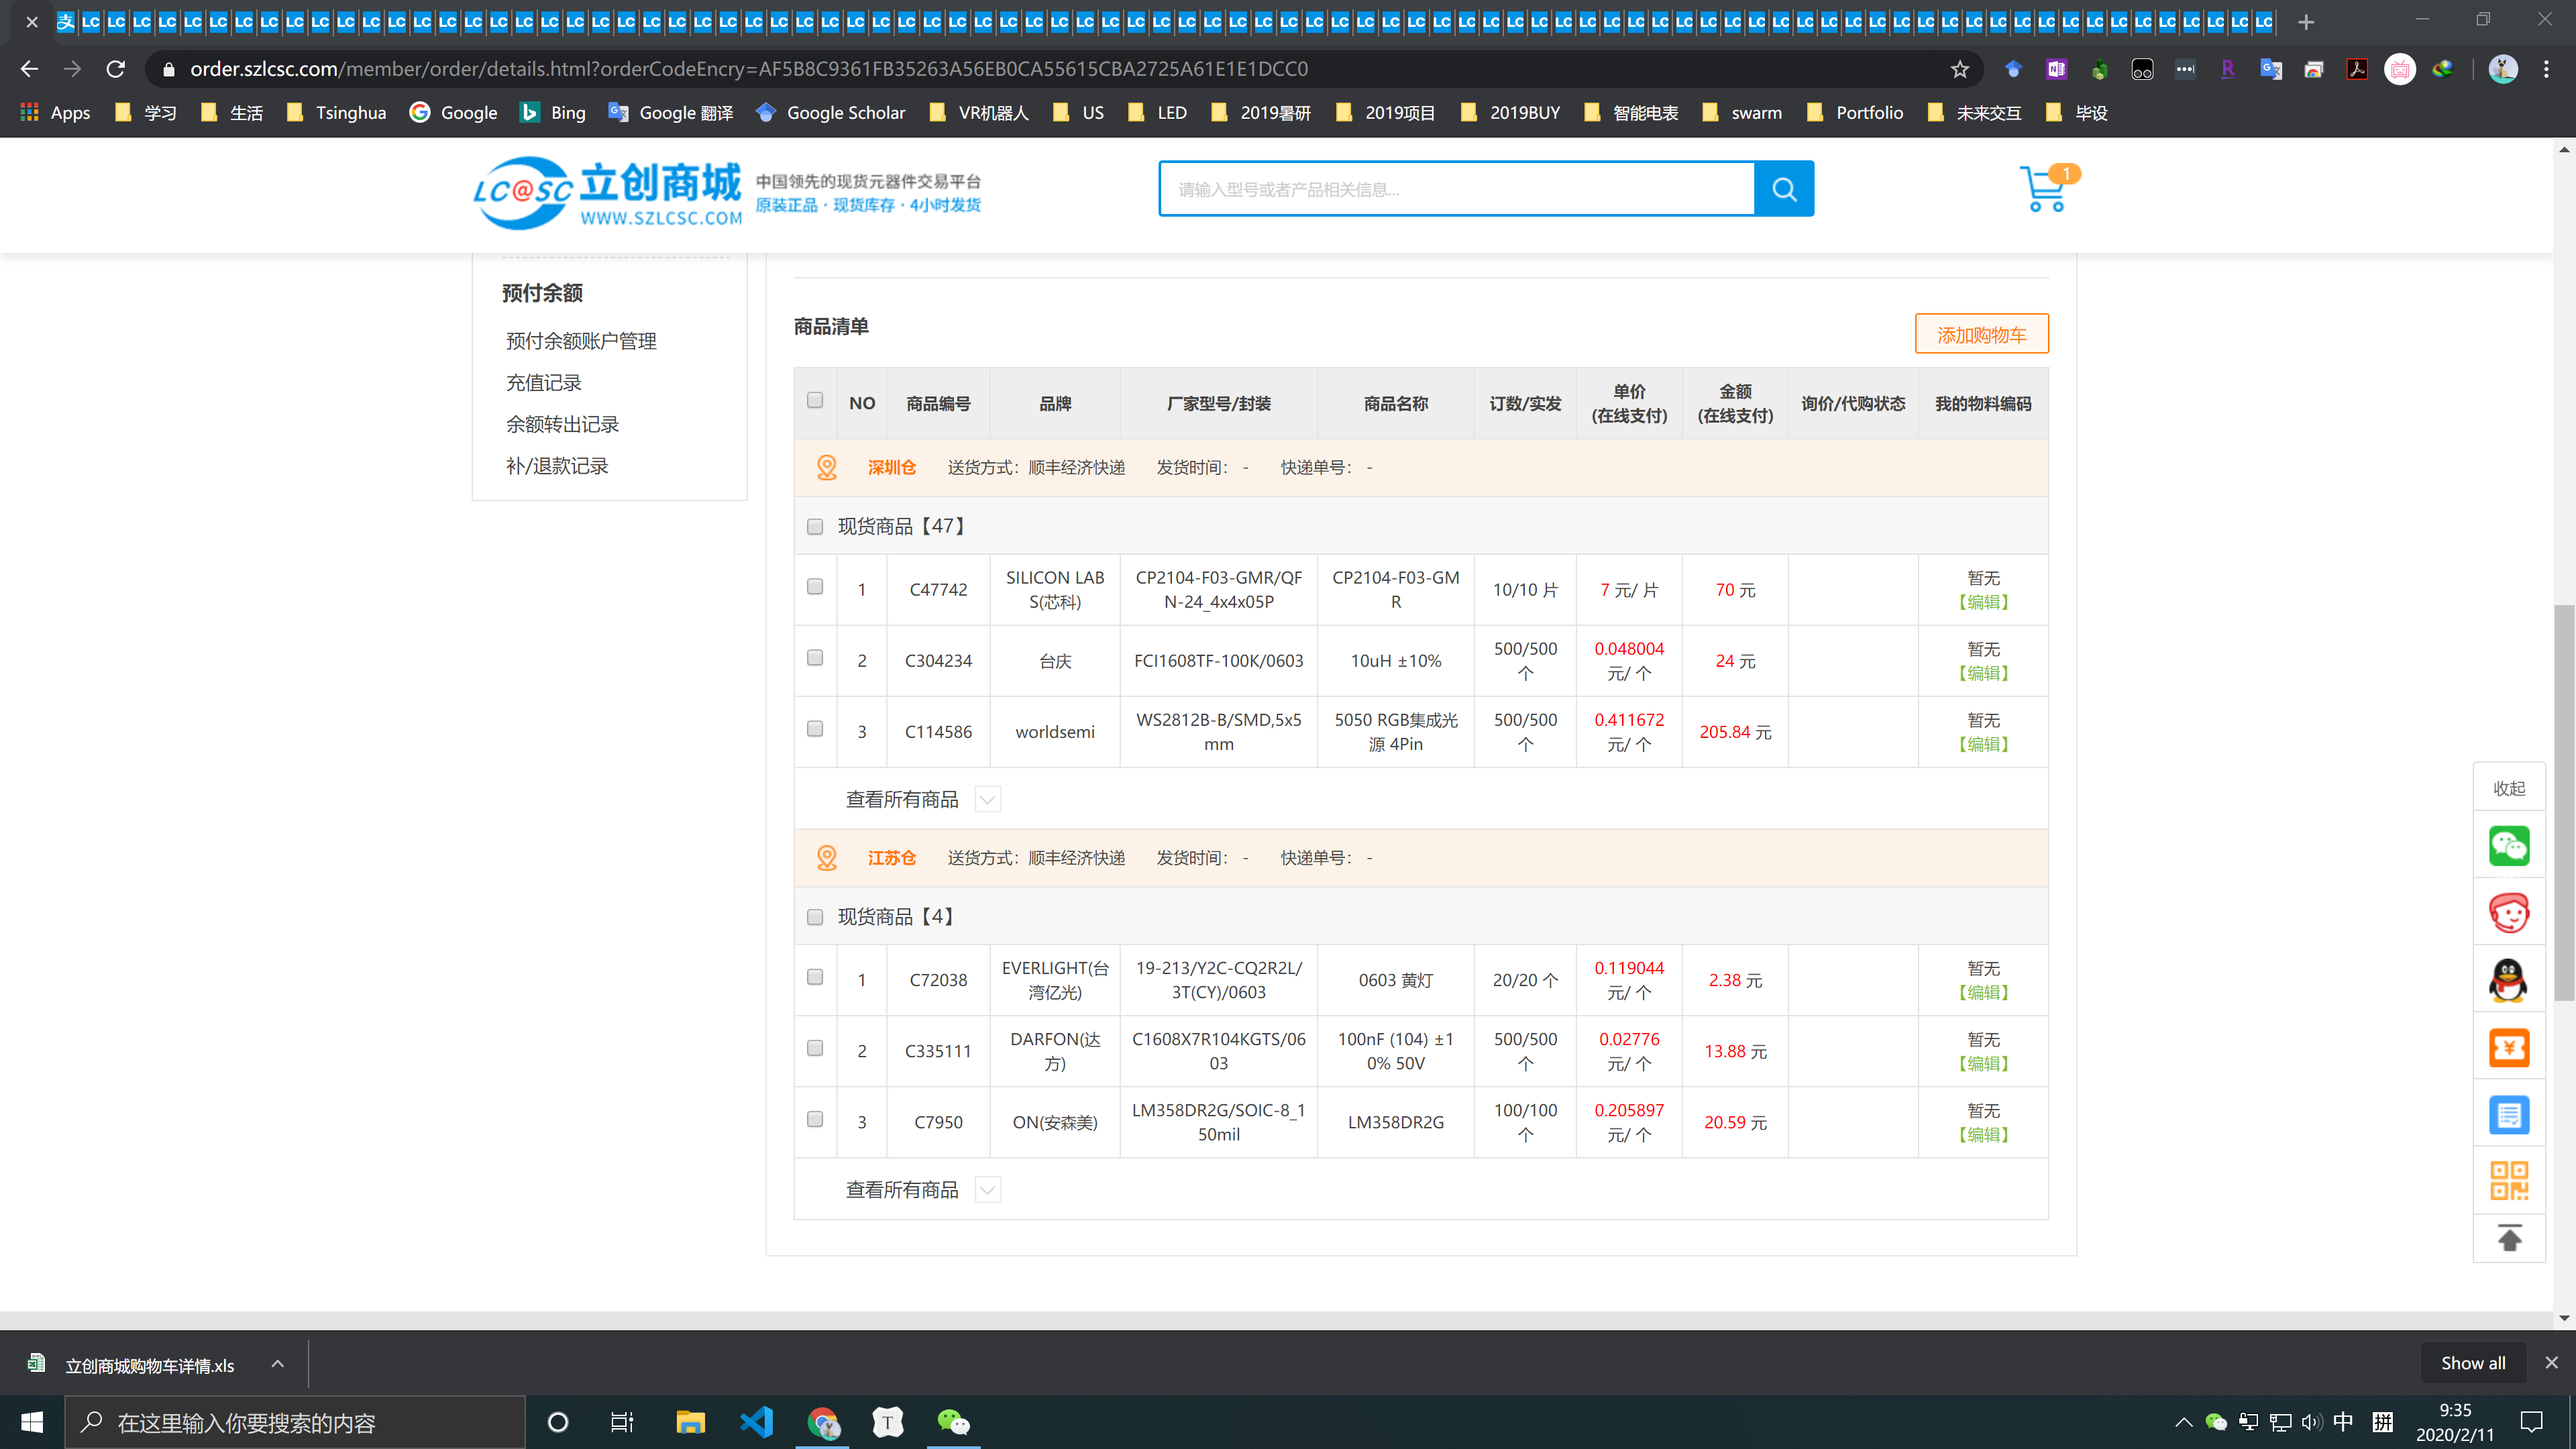 order.szlcsc.com/member/order/details.html?orderCodeEncry=AF5B8C9361FB35263A56EB0CA55615CBA2725A61E1E1DCC0
Apps 学习 生活 Tsinghua Google Bing Google 翻译 Google Scholar VR机器人 US LED 2019暑研 2019项目 2019BUY 智能电表 swarm Portfolio 未来交互 毕设
LC@SC 立创商城
WWW.SZLCSC.COM
中国领先的现货元器件交易平台
原装正品·现货库存·4小时发货
请输入型号或者产品相关信息...
1
预付余额
预付余额账户管理
充值记录
余额转出记录
补/退款记录
商品清单
添加购物车
NO 商品编号 品牌 厂家型号/封装 商品名称 订数/实发 单价 金额 询价/代购状态 我的物料编码
(在线支付) (在线支付)
深圳仓 送货方式：顺丰经济快递 发货时间： - 快递单号： -
现货商品【47】
1 C47742 SILICON LAB CP2104-F03-GMR/QF CP2104-F03-GM 10/10 片 7 元/ 片 70 元 暂无
S(芯科) N-24_4x4x05P R 【编辑】
2 C304234 台庆 FCI1608TF-100K/0603 10uH ±10% 500/500 0.048004 24 元 暂无
个 元/ 个 【编辑】
3 C114586 worldsemi WS2812B-B/SMD,5x5 5050 RGB集成光 500/500 0.411672 205.84 元 暂无
mm 源 4Pin 个 元/ 个 【编辑】
查看所有商品
江苏仓 送货方式：顺丰经济快递 发货时间： - 快递单号： -
现货商品【4】
1 C72038 EVERLIGHT(台 19-213/Y2C-CQ2R2L/ 0603 黄灯 20/20 个 0.119044 2.38 元 暂无
湾亿光) 3T(CY)/0603 元/ 个 【编辑】
2 C335111 DARFON(达 C1608X7R104KGTS/06 100nF (104) ±1 500/500 0.02776 13.88 元 暂无
方) 03 0% 50V 个 元/ 个 【编辑】
3 C7950 ON(安森美) LM358DR2G/SOIC-8_1 LM358DR2G 100/100 0.205897 20.59 元 暂无
50mil 个 元/ 个 【编辑】
查看所有商品
收起
立创商城购物车详情.xls
Show all
在这里输入你要搜索的内容
中 拼
9:35
2020/2/11